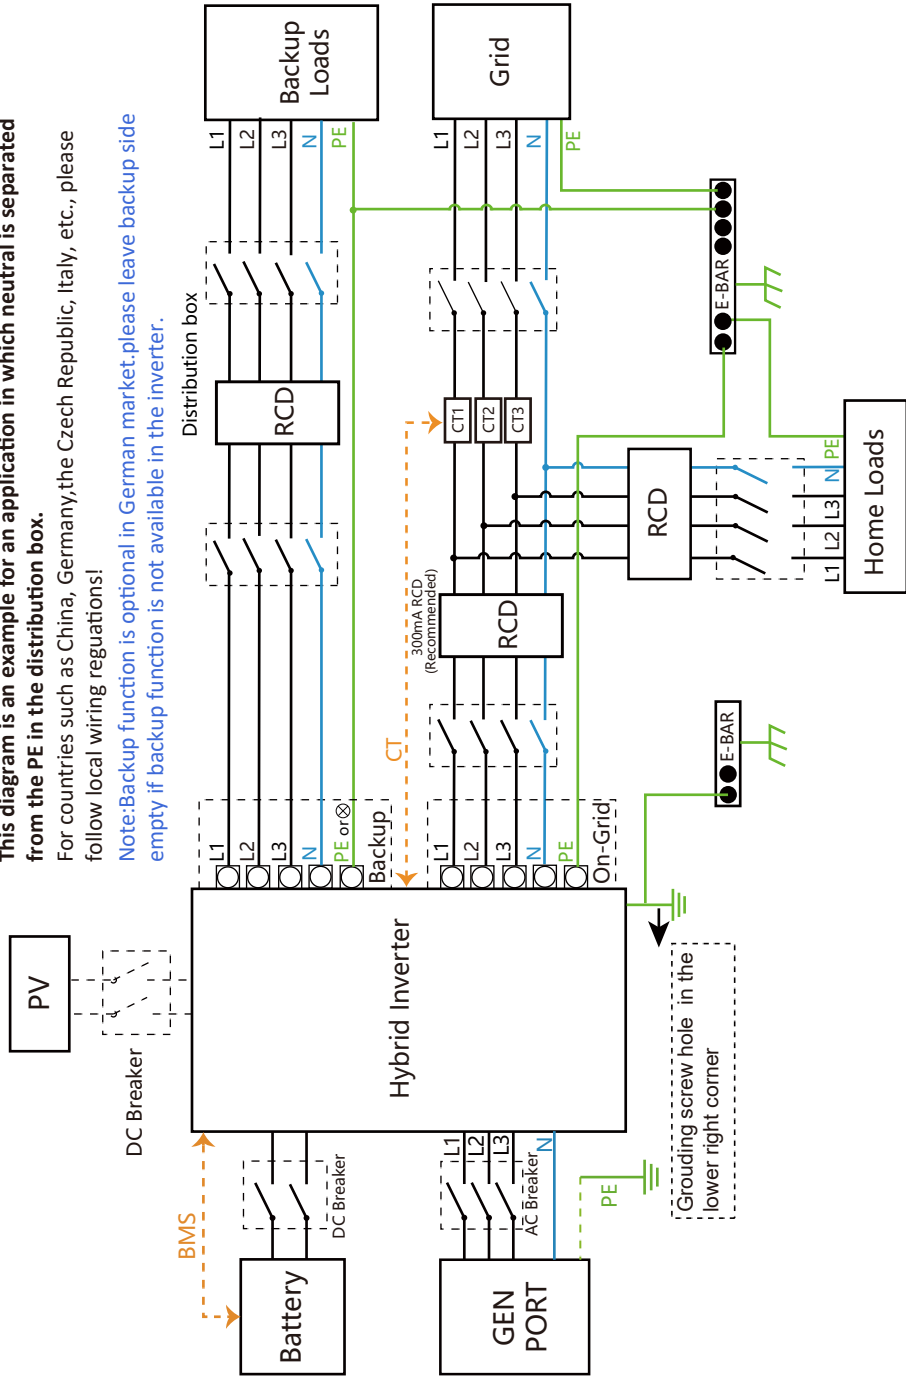 This diagram is an example for an application in which neutral is separated
from the PE in the distribution box.
For countries such as China, Germany,the Czech Republic, Italy, etc., please
follow local wiring reguations!
Note:Backup function is optional in German market.please leave backup side
empty if backup function is not available in the inverter.
PV
DC Breaker
BMS
Battery
DC Breaker
Hybrid Inverter
GEN
PORT
L1
L2
L3
N
AC Breaker
PE
Grouding screw hole in the
lower right corner
L1
L2
L3
N
PE or
Backup
Distribution box
RCD
L1
L2
L3
N
PE
Backup
Loads
CT
L1
L2
L3
N
PE
On-Grid
300mA RCD
(Recommended)
RCD
CT1
CT2
CT3
L1
L2
L3
N
PE
Grid
RCD
L1
L2
L3
N
PE
Home Loads
E-BAR
E-BAR